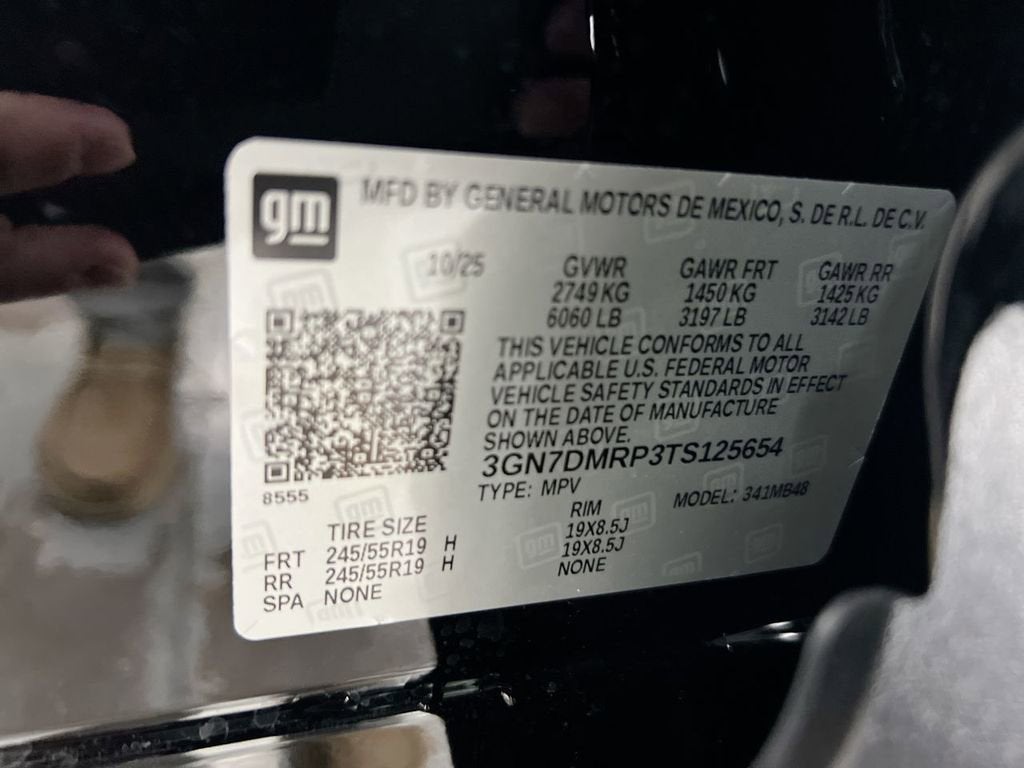 gm
MFD BY GENERAL MOTORS DE MEXICO, S. DE R.L. DE C.V.
10/25 GVWR GAWR FRT GAWR RR
2749 KG 1450 KG 1425 KG
6060 LB 3197 LB 3142 LB
THIS VEHICLE CONFORMS TO ALL
APPLICABLE U.S. FEDERAL MOTOR
VEHICLE SAFETY STANDARDS IN EFFECT
ON THE DATE OF MANUFACTURE
SHOWN ABOVE.
3GN7DMRP3TS125654
8555
TYPE: MPV MODEL: 341MB48
TIRE SIZE RIM
FRT 245/55R19 H 19X8.5J
RR 245/55R19 H 19X8.5J
SPA NONE NONE